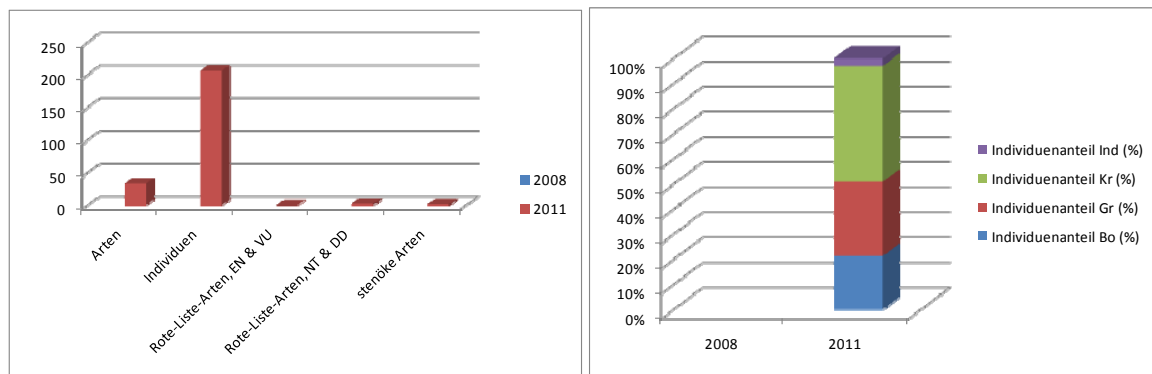 250
200
150
100
50
0
Arten
Individuen
Rote-Liste-Arten, EN & VU
Rote-Liste-Arten, NT & DD
stenöke Arten
2008
2011
100%
90%
80%
70%
60%
50%
40%
30%
20%
10%
0%
2008
2011
Individuenanteil Ind (%)
Individuenanteil Kr (%)
Individuenanteil Gr (%)
Individuenanteil Bo (%)